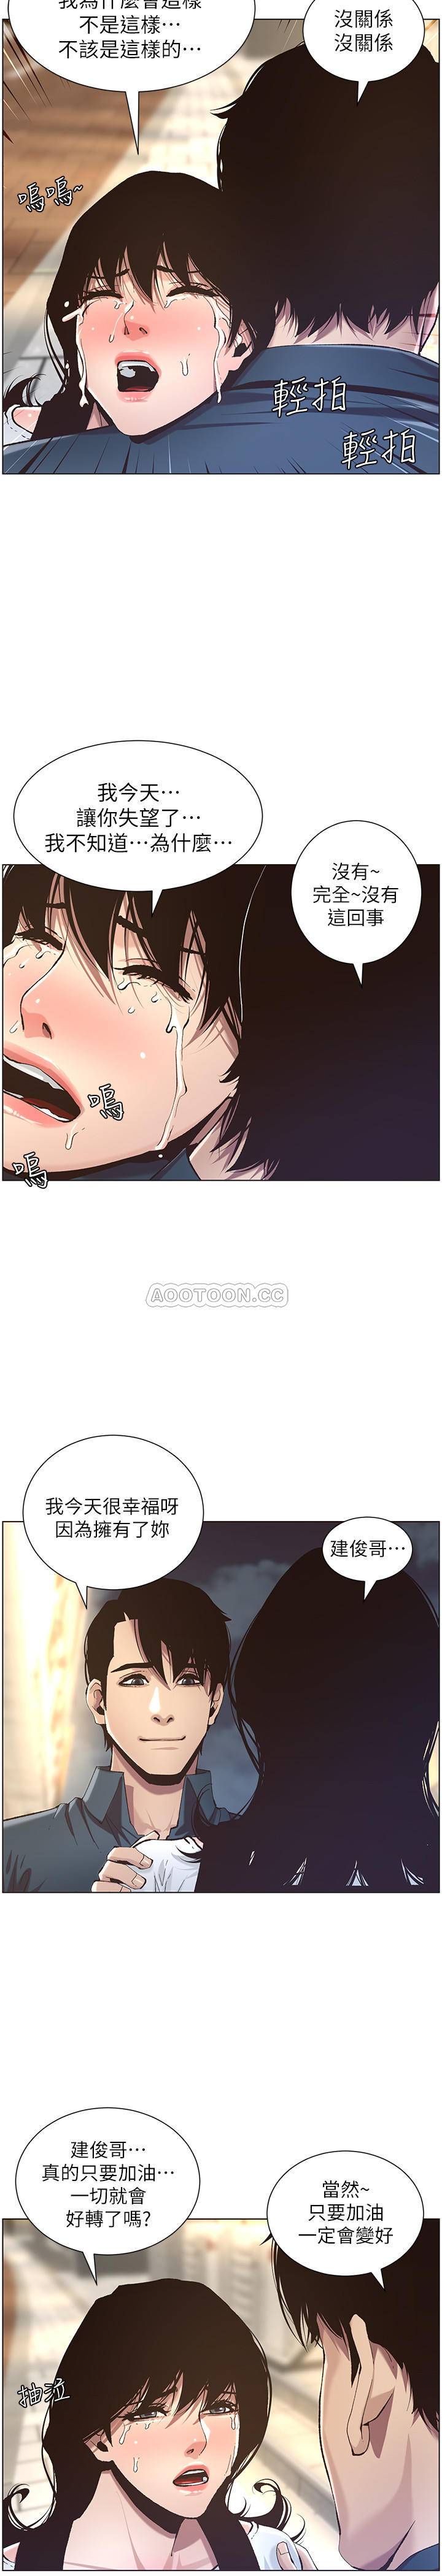 我為什麼會這樣
不是這樣⋯
不該是這樣的⋯
沒關係
沒關係
嗚嗚~
輕拍
輕拍
我今天⋯
讓你失望了⋯
我不知道⋯為什麼⋯
沒有~
完全~沒有
這回事
嗚
嗚
AOOTOON.CC
我今天很幸福呀
因為擁有了妳
建俊哥⋯
建俊哥⋯
真的只要加油⋯
一切就會
好轉了嗎?
當然~
只要加油
一定會變好
抽泣